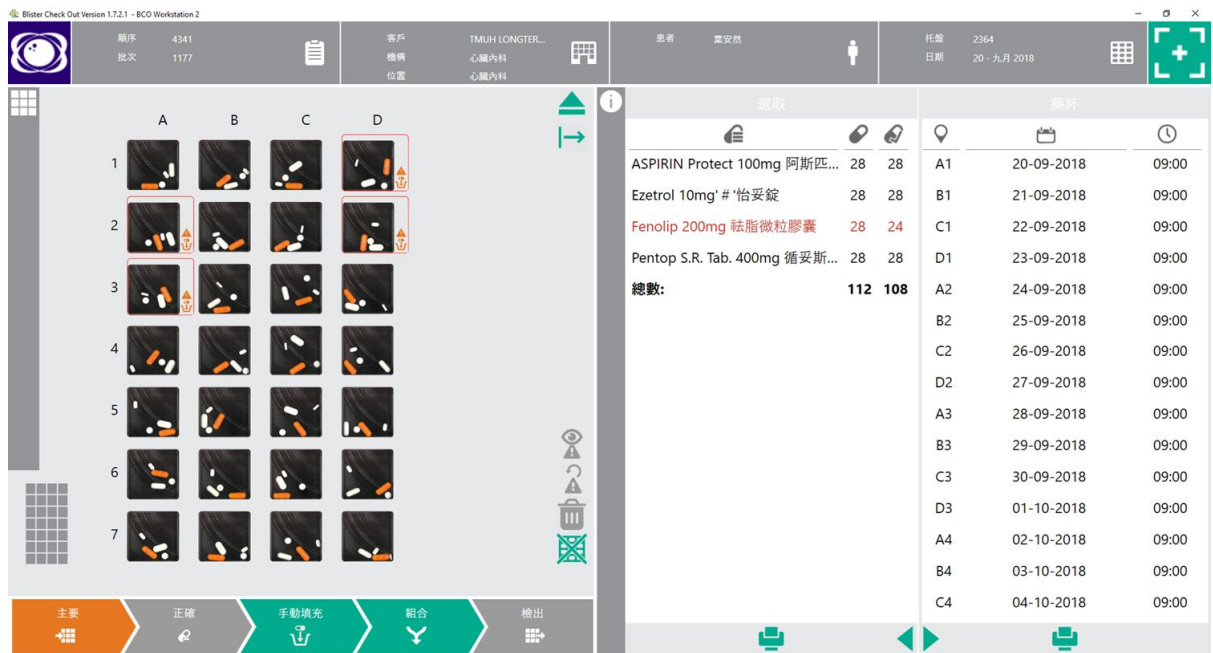 Blister Check Out Version 1.7.2.1 - BCO Workstation 2
順序 4341
批次 1177
客戶 TMUH LONGTER...
機構 心臟內科
位置 心臟內科
患者 葉安然
托盤 2364
日期 20 - 九月 2018
A B C D
1
2
3
4
5
6
7
選取
ASPIRIN Protect 100mg 阿斯匹... 28 28
Ezetrol 10mg' # '怡妥錠 28 28
Fenolip 200mg 祛脂微粒膠囊 28 24
Pentop S.R. Tab. 400mg 循妥斯... 28 28
總數: 112 108
藥杯
A1 20-09-2018 09:00
B1 21-09-2018 09:00
C1 22-09-2018 09:00
D1 23-09-2018 09:00
A2 24-09-2018 09:00
B2 25-09-2018 09:00
C2 26-09-2018 09:00
D2 27-09-2018 09:00
A3 28-09-2018 09:00
B3 29-09-2018 09:00
C3 30-09-2018 09:00
D3 01-10-2018 09:00
A4 02-10-2018 09:00
B4 03-10-2018 09:00
C4 04-10-2018 09:00
主要
正確
手動填充
組合
檢出